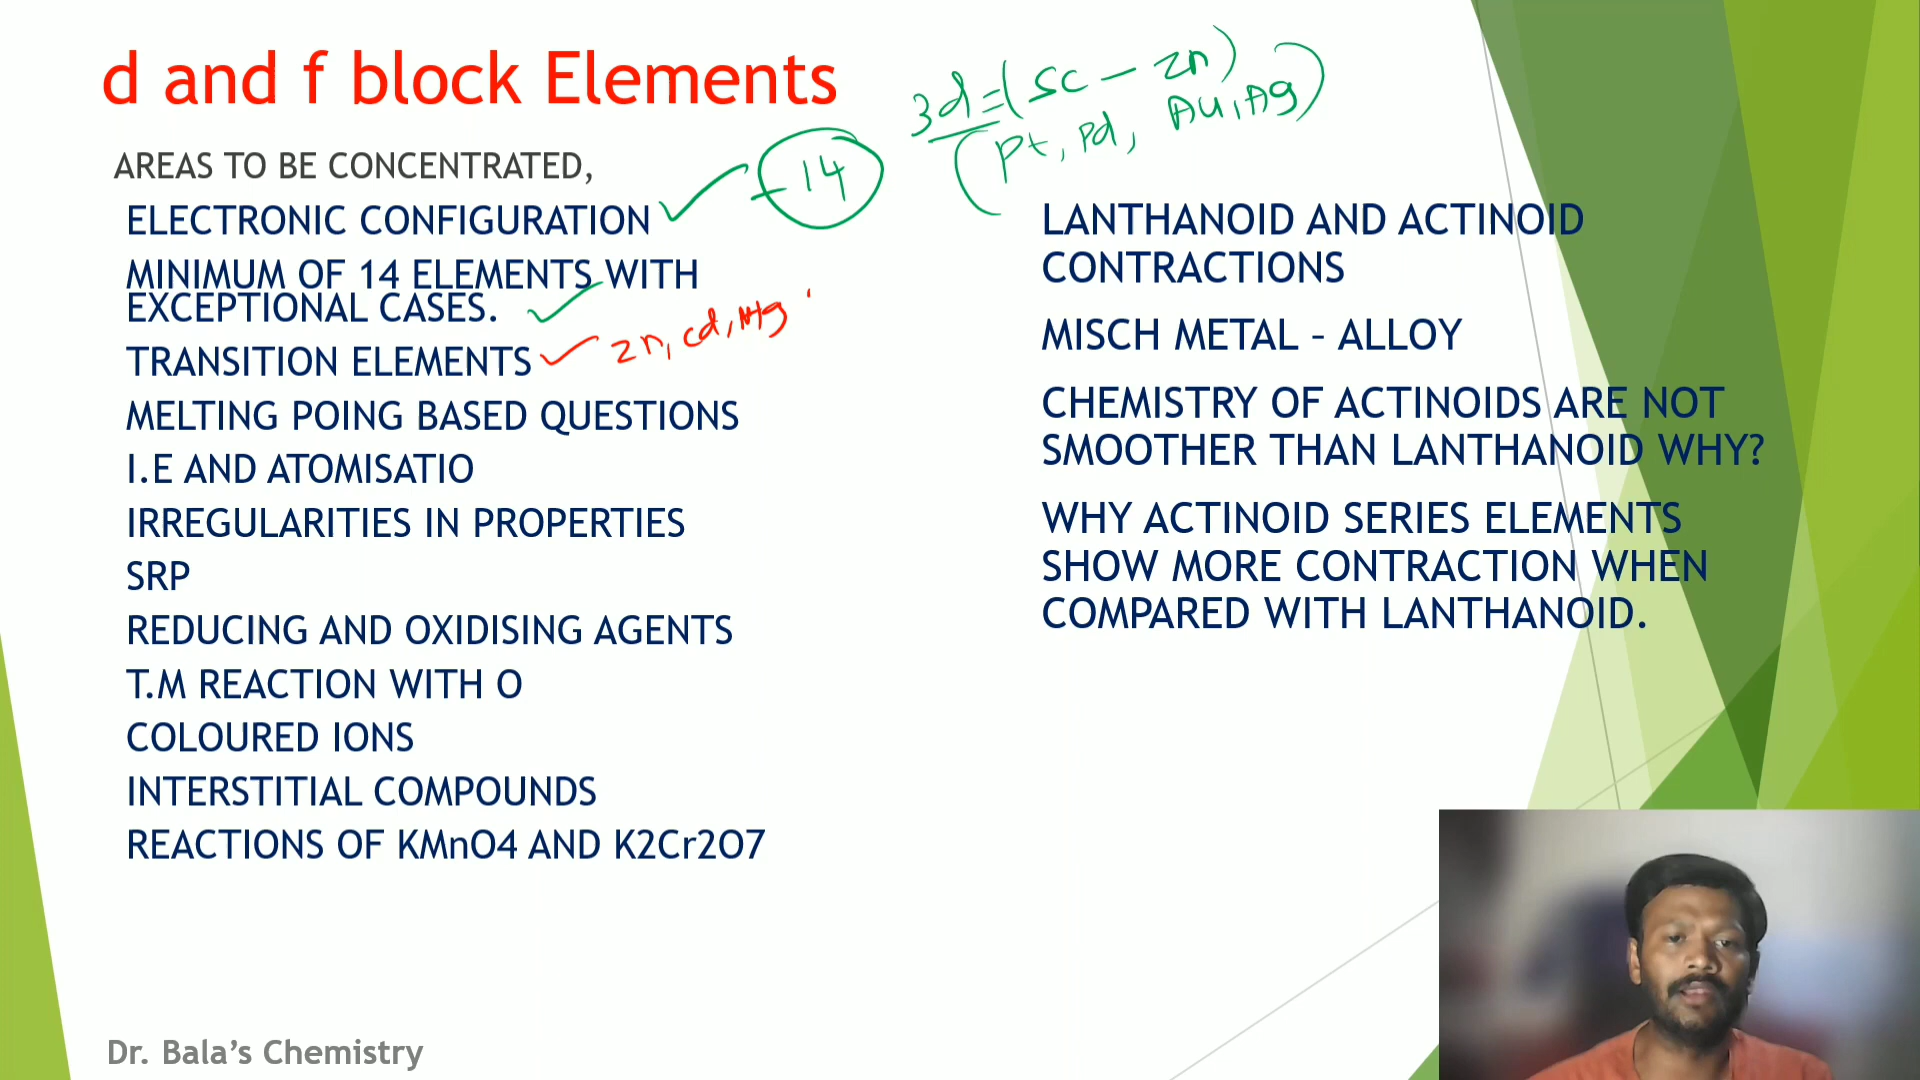 d and f block Elements
3d=(Sc – Zn)
(Pt, Pd, Au, Ag)
AREAS TO BE CONCENTRATED,
– 14
ELECTRONIC CONFIGURATION
MINIMUM OF 14 ELEMENTS WITH
EXCEPTIONAL CASES.
TRANSITION ELEMENTS
Zn, Cd, Hg
MELTING POING BASED QUESTIONS
I.E AND ATOMISATIO
IRREGULARITIES IN PROPERTIES
SRP
REDUCING AND OXIDISING AGENTS
T.M REACTION WITH O
COLOURED IONS
INTERSTITIAL COMPOUNDS
REACTIONS OF KMnO4 AND K2Cr2O7
LANTHANOID AND ACTINOID
CONTRACTIONS
MISCH METAL – ALLOY
CHEMISTRY OF ACTINOIDS ARE NOT
SMOOTHER THAN LANTHANOID WHY?
WHY ACTINOID SERIES ELEMENTS
SHOW MORE CONTRACTION WHEN
COMPARED WITH LANTHANOID.
Dr. Bala’s Chemistry